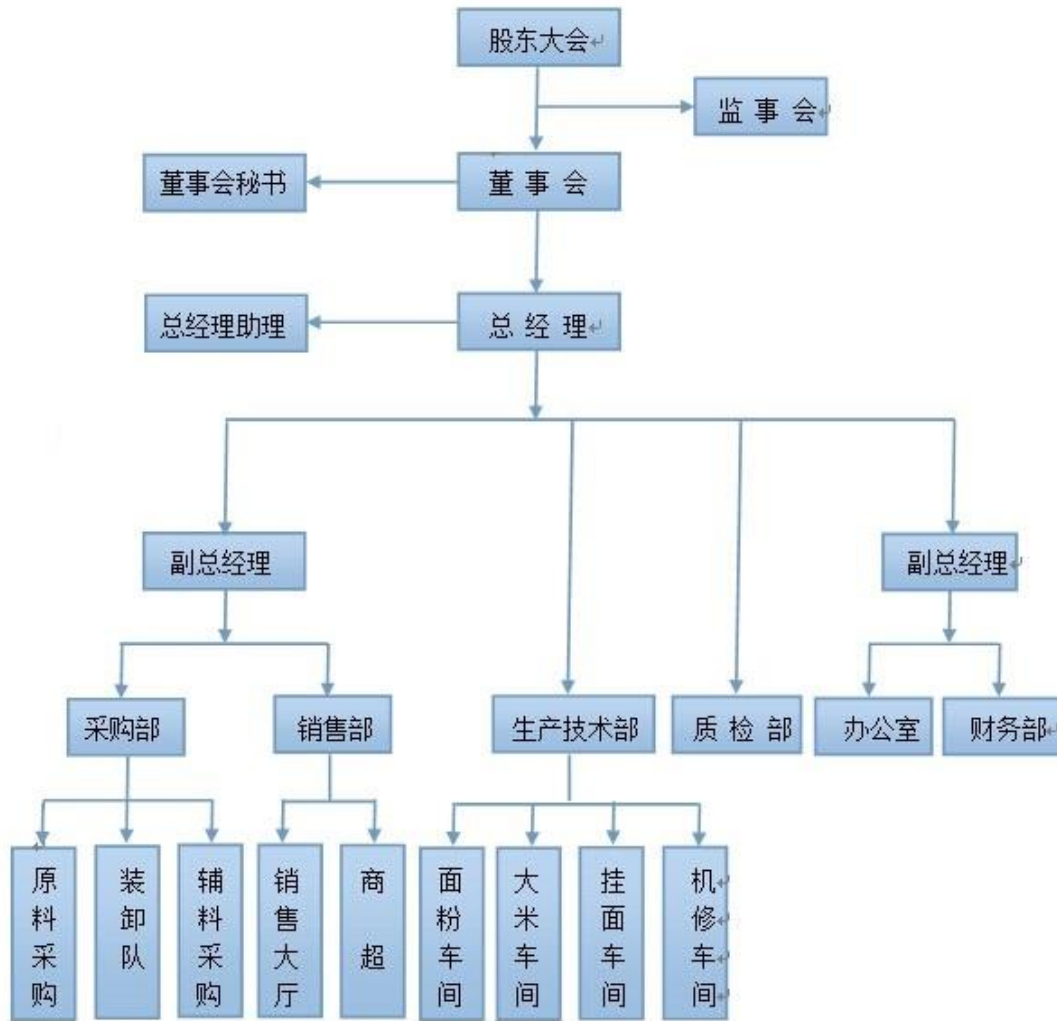 股东大会
监 事 会
董事会秘书
董 事 会
总经理助理
总 经 理
副总经理
副总经理
采购部
销售部
生产技术部
质 检 部
办公室
财务部
原料采购
装卸队
辅料采购
销售大厅
商 超
面粉车间
大米车间
挂面车间
机修车间